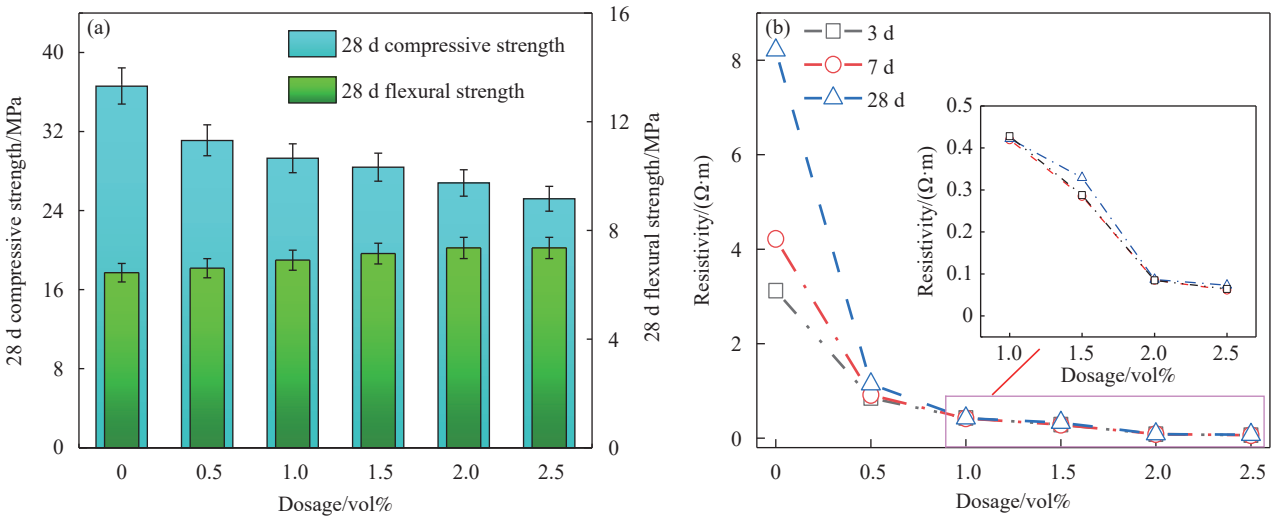 (a)
28 d compressive strength
28 d flexural strength
28 d compressive strength/MPa
40
32
24
16
8
0
16
12
8
4
0
28 d flexural strength/MPa
0 0.5 1.0 1.5 2.0 2.5
Dosage/vol%
(b)
3 d
7 d
28 d
Resistivity/(Ω·m)
8
6
4
2
0
0 0.5 1.0 1.5 2.0 2.5
Dosage/vol%
Resistivity/(Ω·m)
0.5
0.4
0.3
0.2
0.1
0
1.0 1.5 2.0 2.5
Dosage/vol%